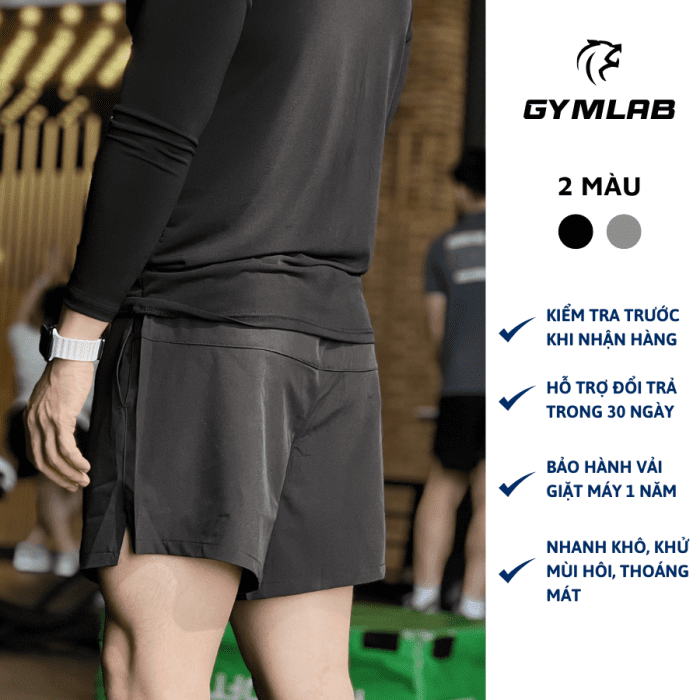 GYMLAB
2 MÀU
KIỂM TRA TRƯỚC
KHI NHẬN HÀNG
HỖ TRỢ ĐỔI TRẢ
TRONG 30 NGÀY
BẢO HÀNH VẢI
GIẶT MÁY 1 NĂM
NHANH KHÔ, KHỬ
MÙI HÔI, THOÁNG
MÁT